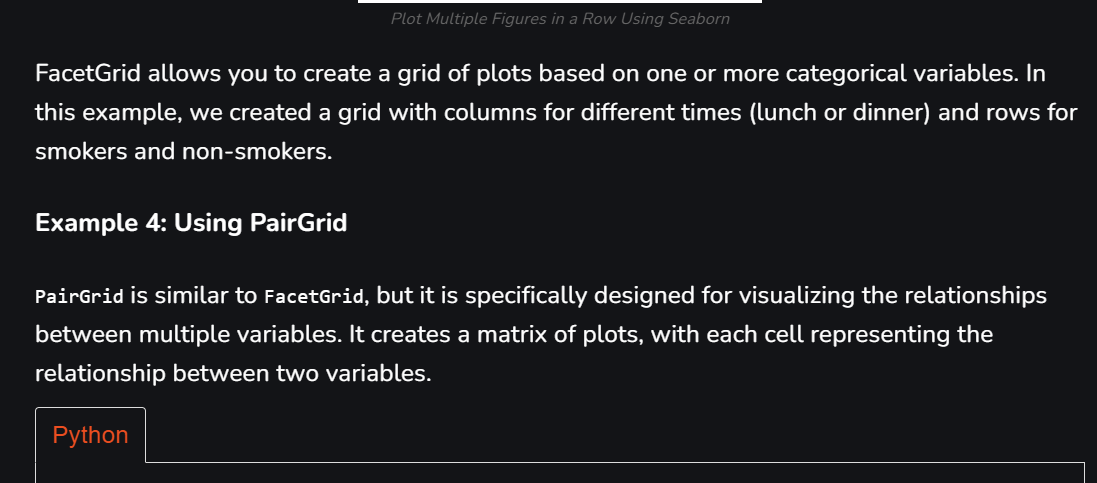 Plot Multiple Figures in a Row Using Seaborn
FacetGrid allows you to create a grid of plots based on one or more categorical variables. In
this example, we created a grid with columns for different times (lunch or dinner) and rows for
smokers and non-smokers.
Example 4: Using PairGrid
PairGrid is similar to FacetGrid, but it is specifically designed for visualizing the relationships
between multiple variables. It creates a matrix of plots, with each cell representing the
relationship between two variables.
Python